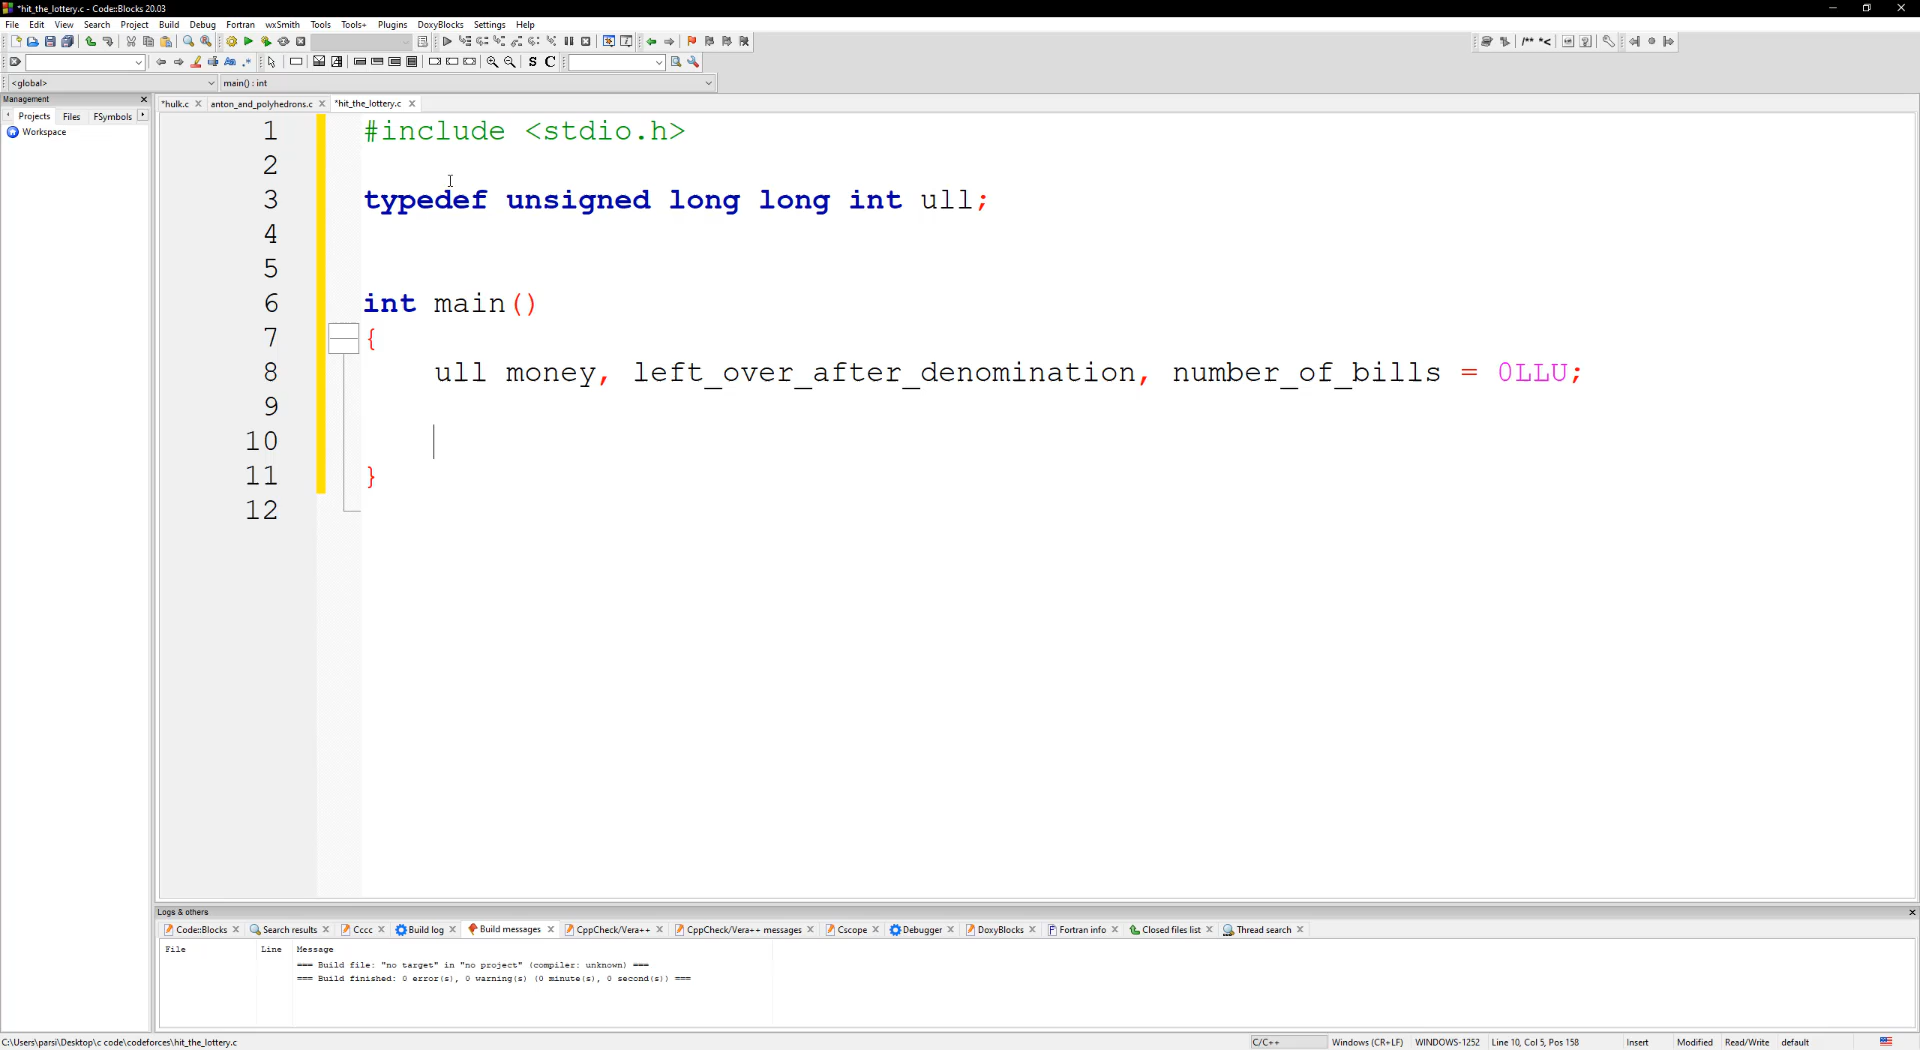 *hit_the_lottery.c - Code::Blocks 20.03
File Edit View Search Project Build Debug Fortran wxSmith Tools Tools+ Plugins DoxyBlocks Settings Help
<global> main() : int
Management
Projects Files FSymbols
Workspace
*hulk.c anton_and_polyhedrons.c *hit_the_lottery.c
1 #include <stdio.h>
2
3 typedef unsigned long long int ull;
4
5
6 int main()
7 {
8 ull money, left_over_after_denomination, number_of_bills = 0LLU;
9
10
11 }
12
Logs & others
Code::Blocks Search results Cccc Build log Build messages CppCheck/Vera++ CppCheck/Vera++ messages Cscope Debugger DoxyBlocks Fortran info Closed files list Thread search
File Line Message
=== Build file: "no target" in "no project" (compiler: unknown) ===
=== Build finished: 0 error(s), 0 warning(s) (0 minute(s), 0 second(s)) ===
C:\Users\parsi\Desktop\c code\codeforces\hit_the_lottery.c C/C++ Windows (CR+LF) WINDOWS-1252 Line 10, Col 5, Pos 158 Insert Modified Read/Write default